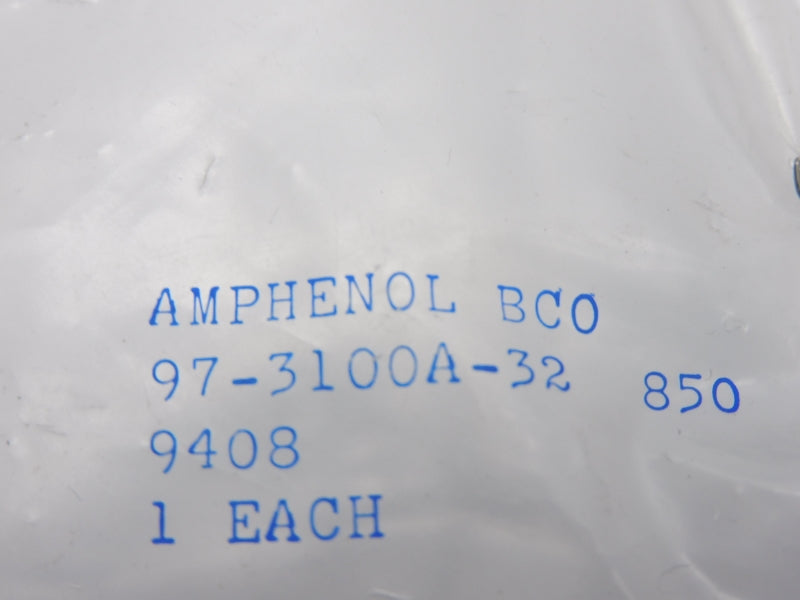 AMPHENOL BCO
97-3100A-32 850
9408
1 EACH